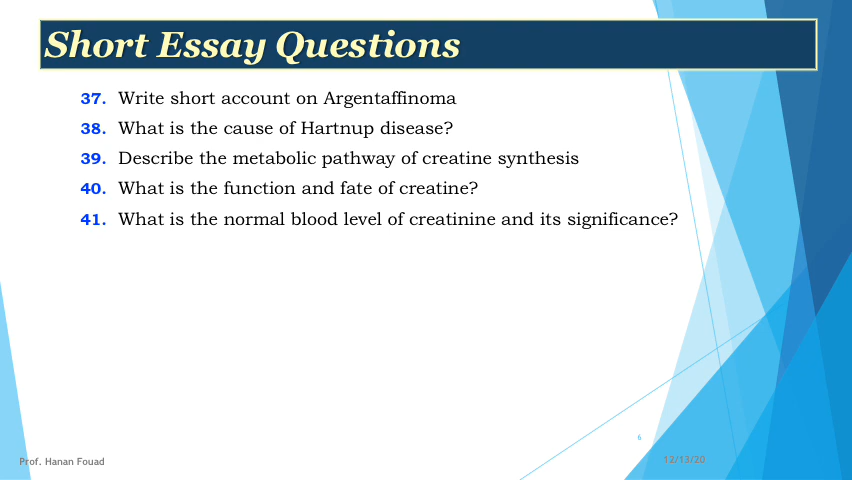 Short Essay Questions
37. Write short account on Argentaffinoma
38. What is the cause of Hartnup disease?
39. Describe the metabolic pathway of creatine synthesis
40. What is the function and fate of creatine?
41. What is the normal blood level of creatinine and its significance?
6
Prof. Hanan Fouad
12/13/20